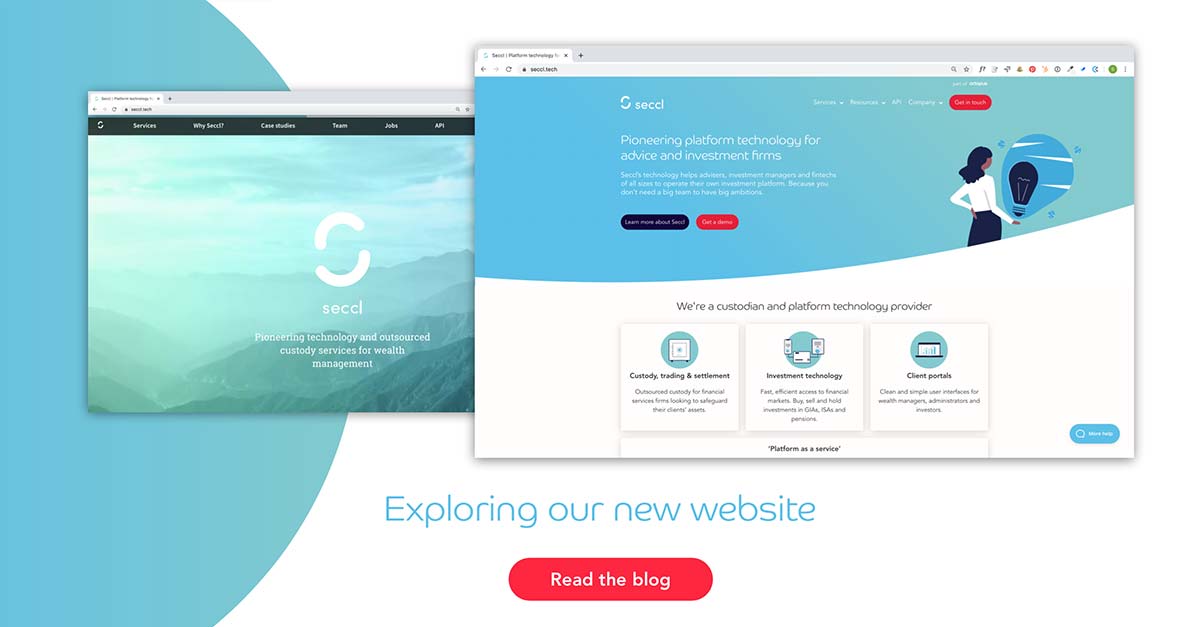 Seccl | Platform technology fo
seccl.tech
Services Why Seccl? Case studies Team Jobs API
seccl
Pioneering technology and outsourced
custody services for wealth
management
Seccl | Platform technology fo
seccl.tech
part of octopus
seccl
Services Resources API Company Get in touch
Pioneering platform technology for
advice and investment firms
Seccl's technology helps advisers, investment managers and fintechs
of all sizes to operate their own investment platform. Because you
don't need a big team to have big ambitions.
Learn more about Seccl Get a demo
We're a custodian and platform technology provider
Custody, trading & settlement
Outsourced custody for financial
services firms looking to safeguard
their clients' assets.
Investment technology
Fast, efficient access to financial
markets. Buy, sell and hold
investments in GIAs, ISAs and
pensions.
Client portals
Clean and simple user interfaces for
wealth managers, administrators and
investors.
'Platform as a service'
More help
Exploring our new website
Read the blog